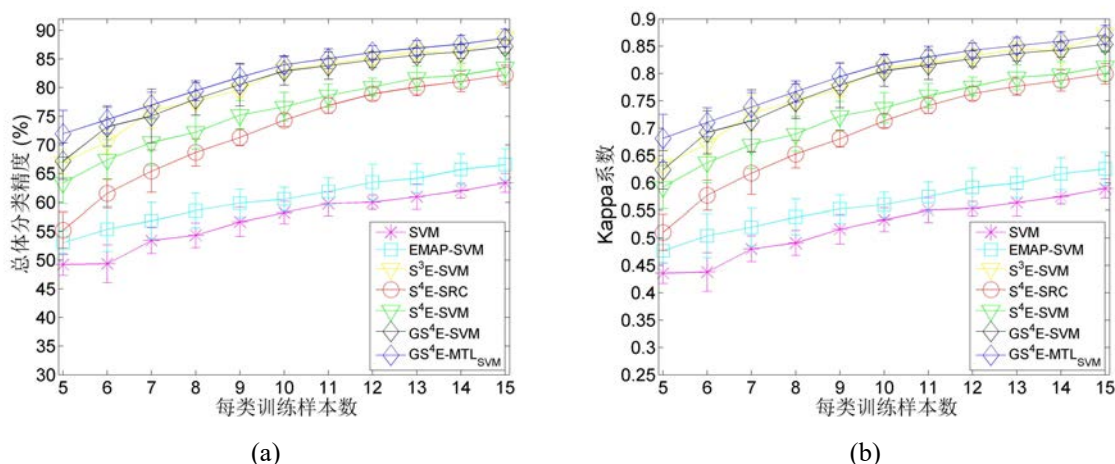 总体分类精度 (%)
90
85
80
75
70
65
60
55
50
45
40
35
30
5 6 7 8 9 10 11 12 13 14 15
每类训练样本数
SVM
EMAP-SVM
S³E-SVM
S⁴E-SRC
S⁴E-SVM
GS⁴E-SVM
GS⁴E-MTL_SVM
(a)
Kappa系数
0.9
0.85
0.8
0.75
0.7
0.65
0.6
0.55
0.5
0.45
0.4
0.35
0.3
0.25
5 6 7 8 9 10 11 12 13 14 15
每类训练样本数
SVM
EMAP-SVM
S³E-SVM
S⁴E-SRC
S⁴E-SVM
GS⁴E-SVM
GS⁴E-MTL_SVM
(b)